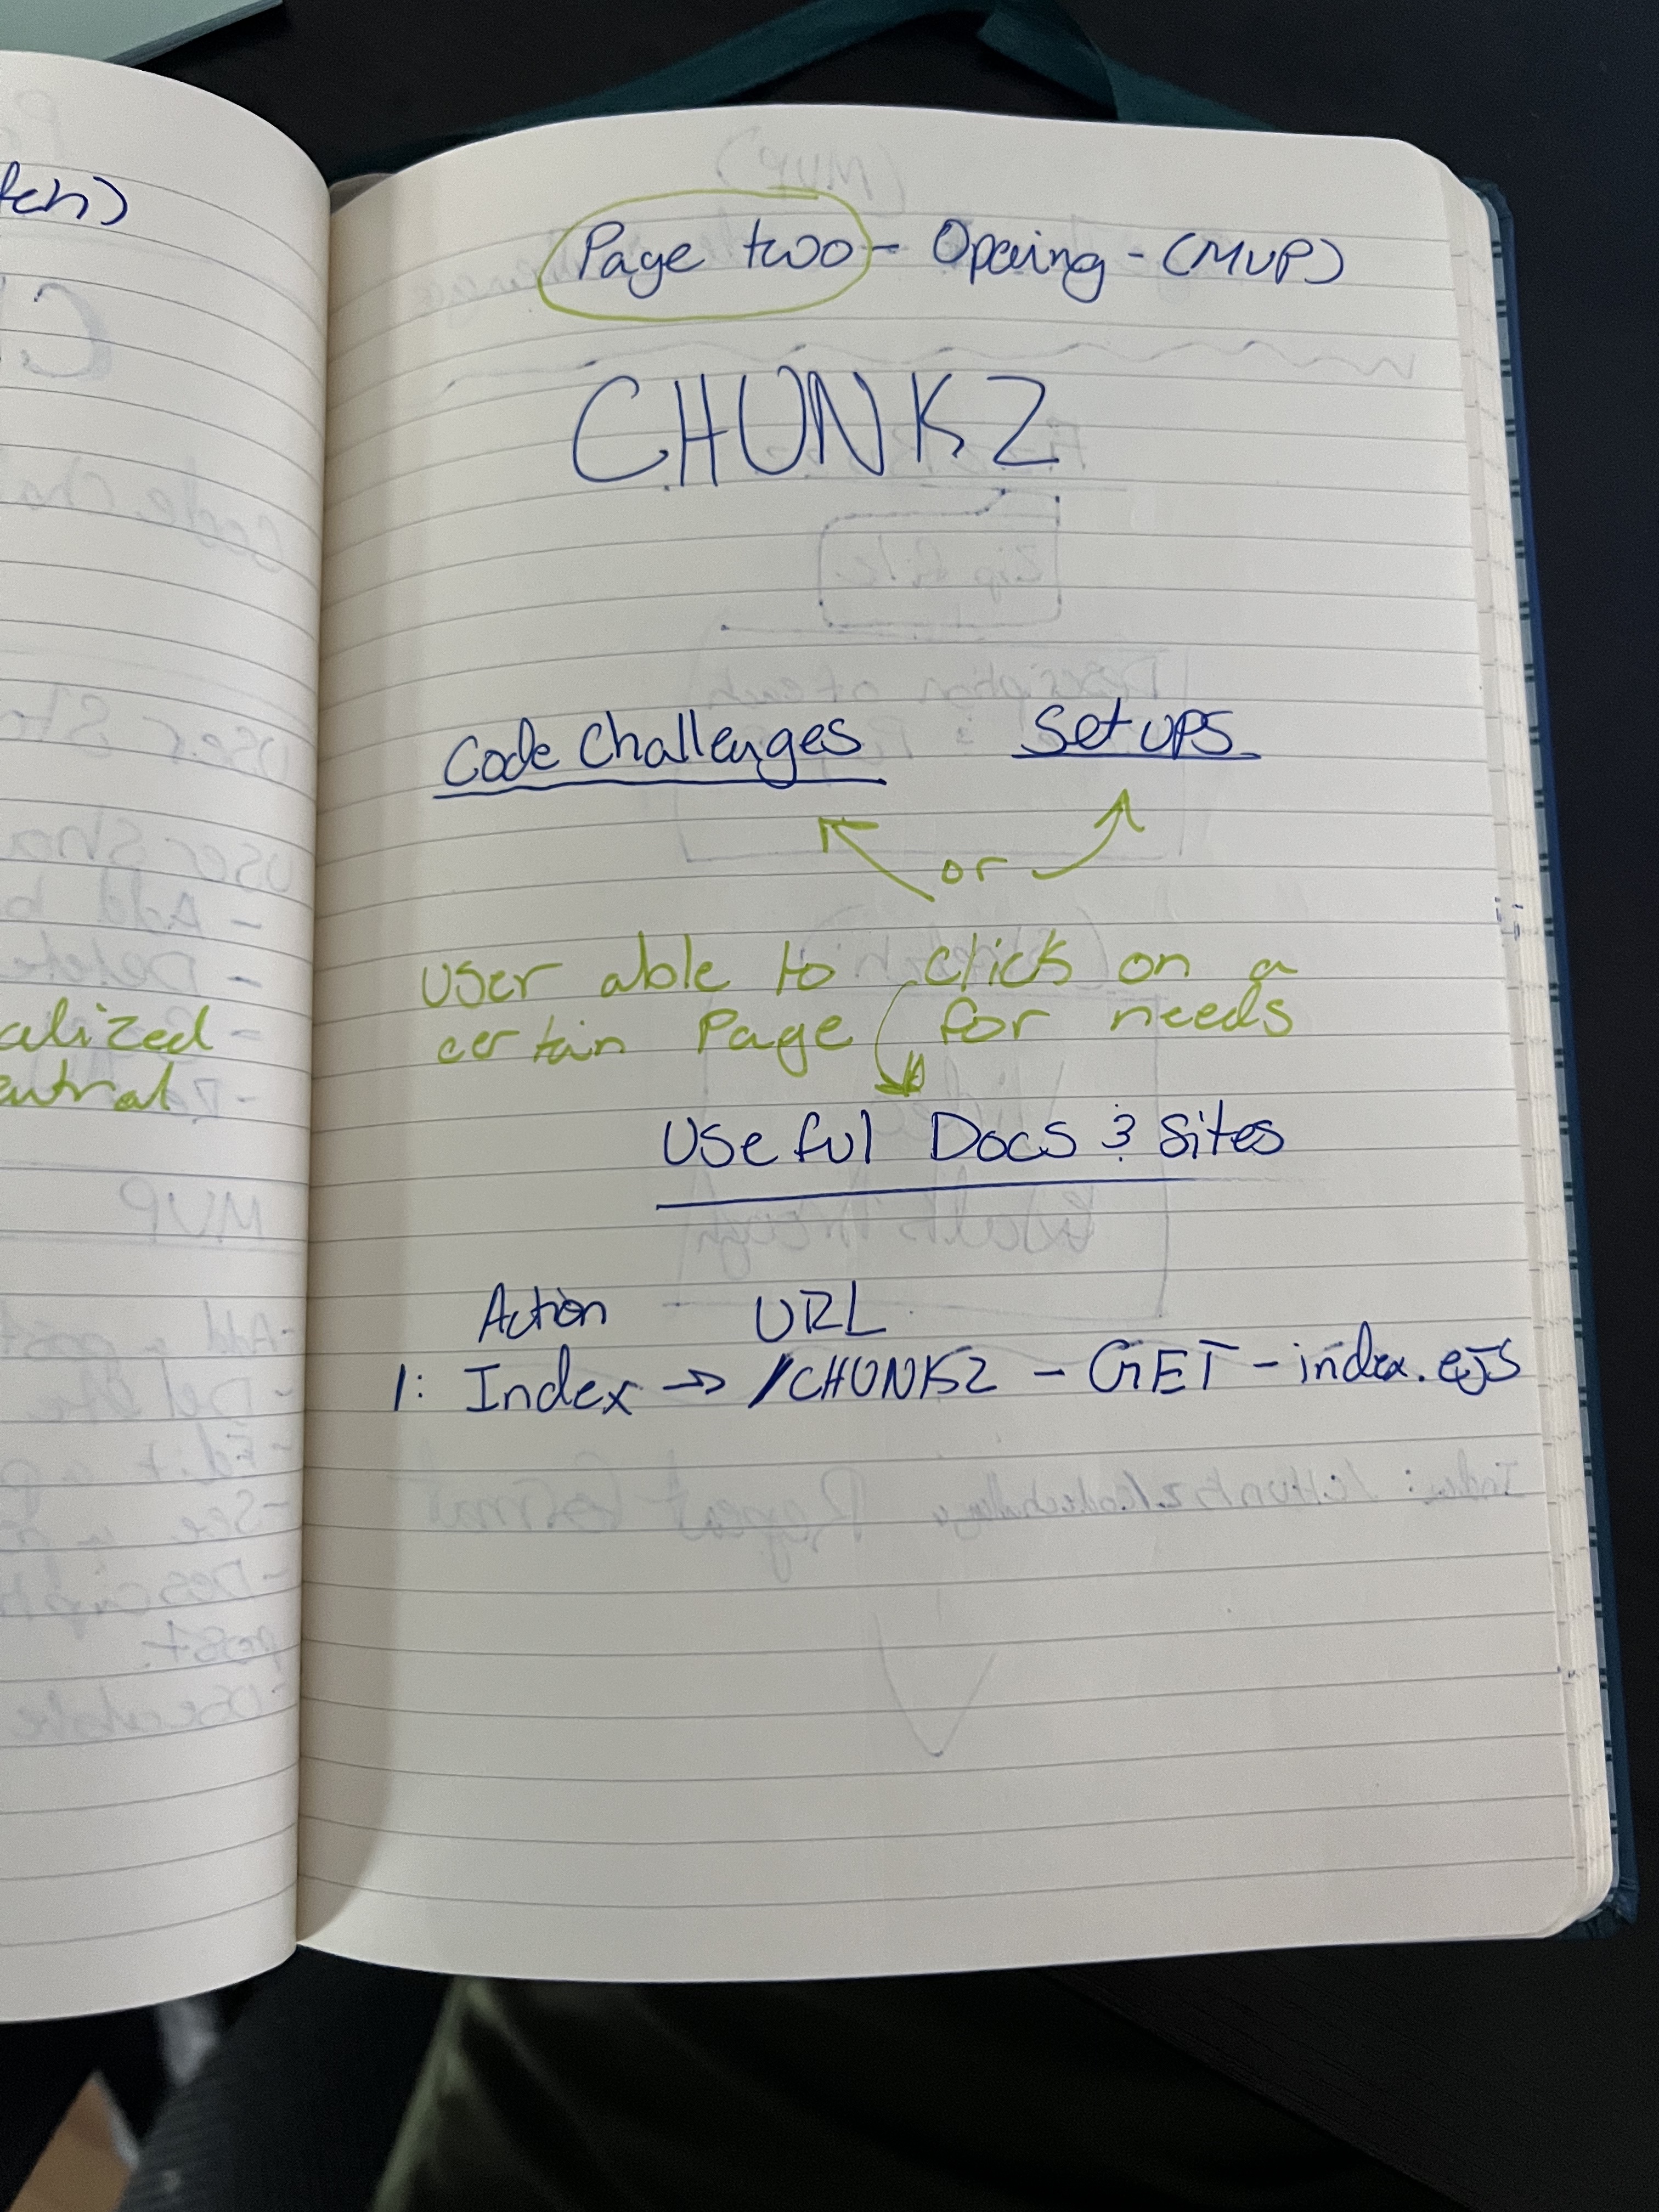 Page two - Opening - (MVP)
CHUNKZ
Code Challenges Set UPS
or
User able to click on a
certain Page for needs
Useful Docs & Sites
Action URL
1: Index → /CHUNKZ - GET - index.ejs
alized
entral